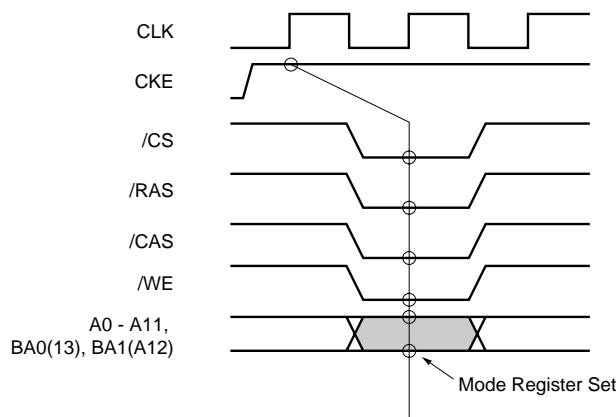 CLK
CKE
/CS
/RAS
/CAS
/WE
A0 - A11,
BA0(13), BA1(A12)
Mode Register Set